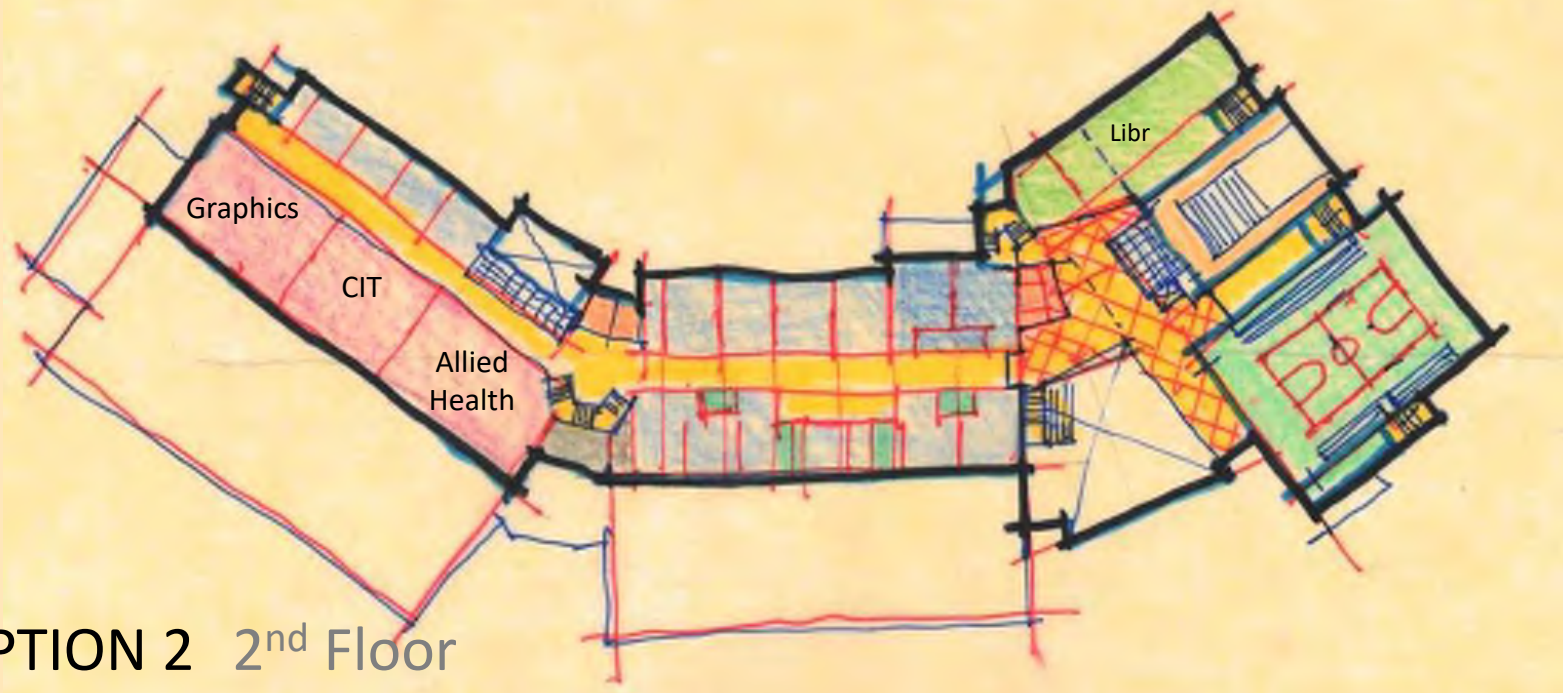 Libr
Graphics
CIT
Allied
Health
PTION 2 2nd Floor